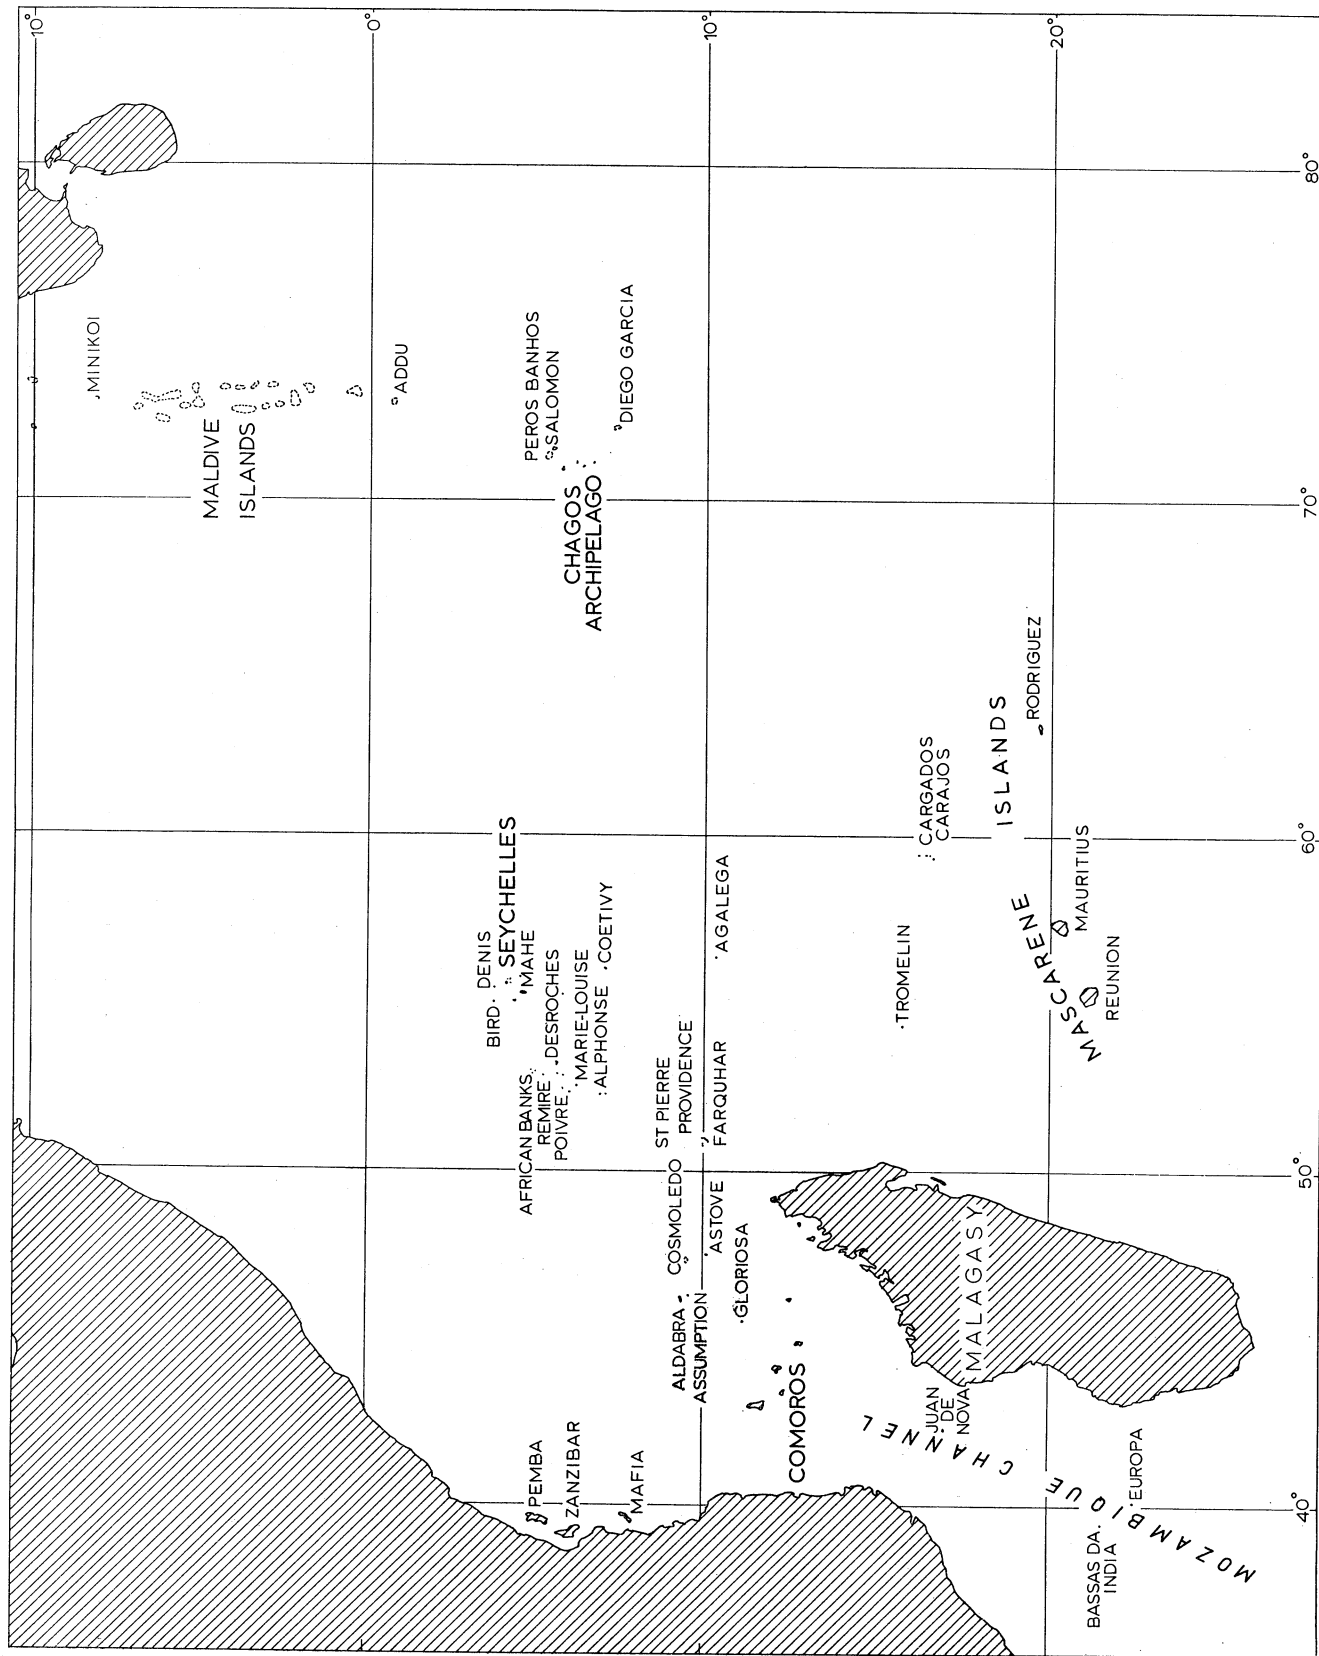 10°
0°
10°
20°
80°
70°
60°
50°
40°
MINIKOI
MALDIVE
ISLANDS
ADDU
PEROS BANHOS
SALOMON
DIEGO GARCIA
CHAGOS
ARCHIPELAGO
RODRIGUEZ
CARGADOS
CARAJOS
MASCARENE ISLANDS
MAURITIUS
REUNION
TROMELIN
AGALEGA
BIRD
DENIS
SEYCHELLES
MAHE
AFRICAN BANKS
REMIRE
POIVRE
DESROCHES
MARIE-LOUISE
ALPHONSE
COETIVY
ST PIERRE
PROVIDENCE
FARQUHAR
COSMOLEDO
ASTOVE
ALDABRA
ASSUMPTION
GLORIOSA
COMOROS
PEMBA
ZANZIBAR
MAFIA
MALAGASY
JUAN
DE
NOVA
MOZAMBIQUE CHANNEL
EUROPA
BASSAS DA
INDIA